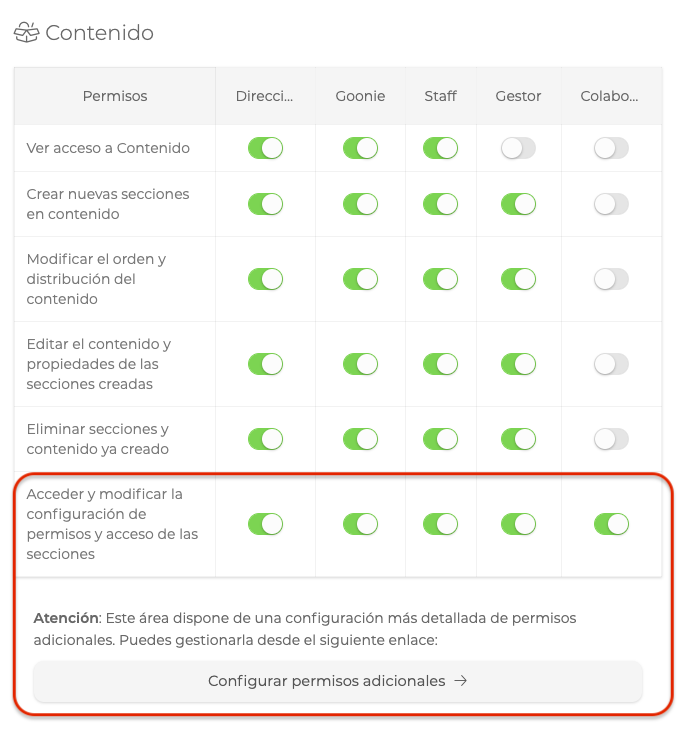 Contenido
Permisos Direcci... Goonie Staff Gestor Colabo...
Ver acceso a Contenido
Crear nuevas secciones
en contenido
Modificar el orden y
distribución del
contenido
Editar el contenido y
propiedades de las
secciones creadas
Eliminar secciones y
contenido ya creado
Acceder y modificar la
configuración de
permisos y acceso de las
secciones
Atención: Este área dispone de una configuración más detallada de permisos
adicionales. Puedes gestionarla desde el siguiente enlace:
Configurar permisos adicionales →